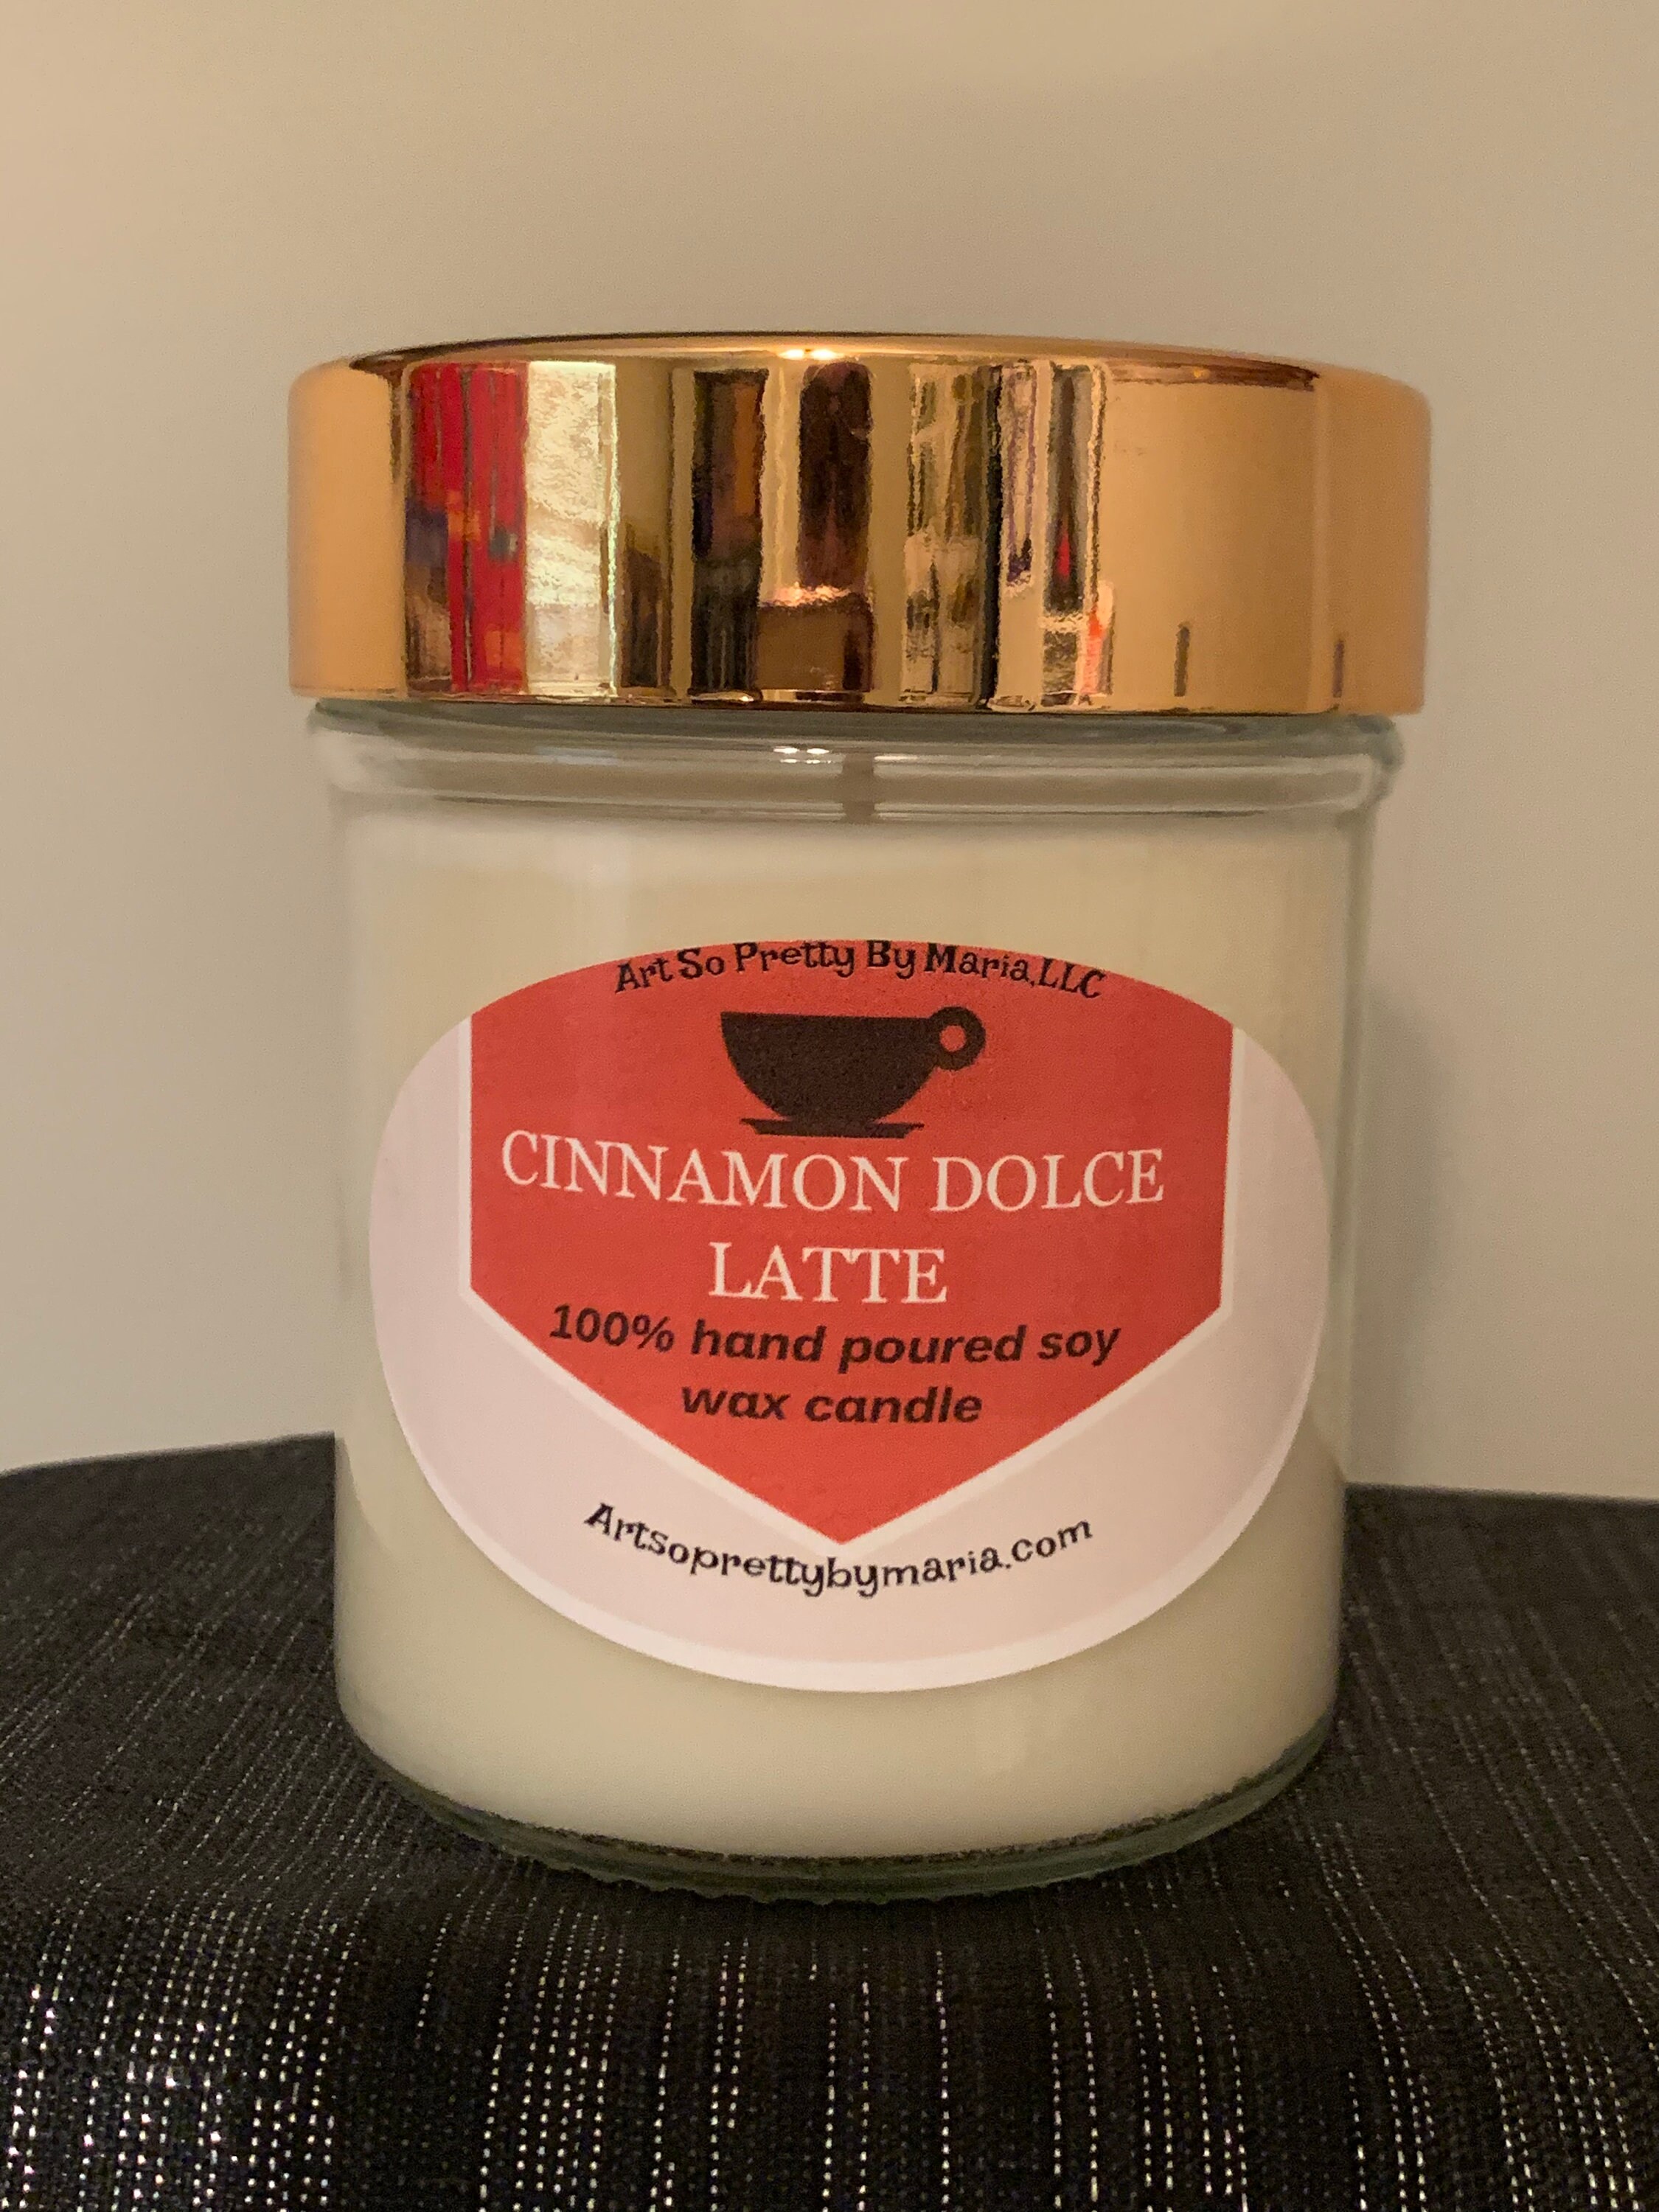 Art So Pretty By Maria,LLC
CINNAMON DOLCE
LATTE
100% hand poured soy
wax candle
Artsoprettybymaria.com